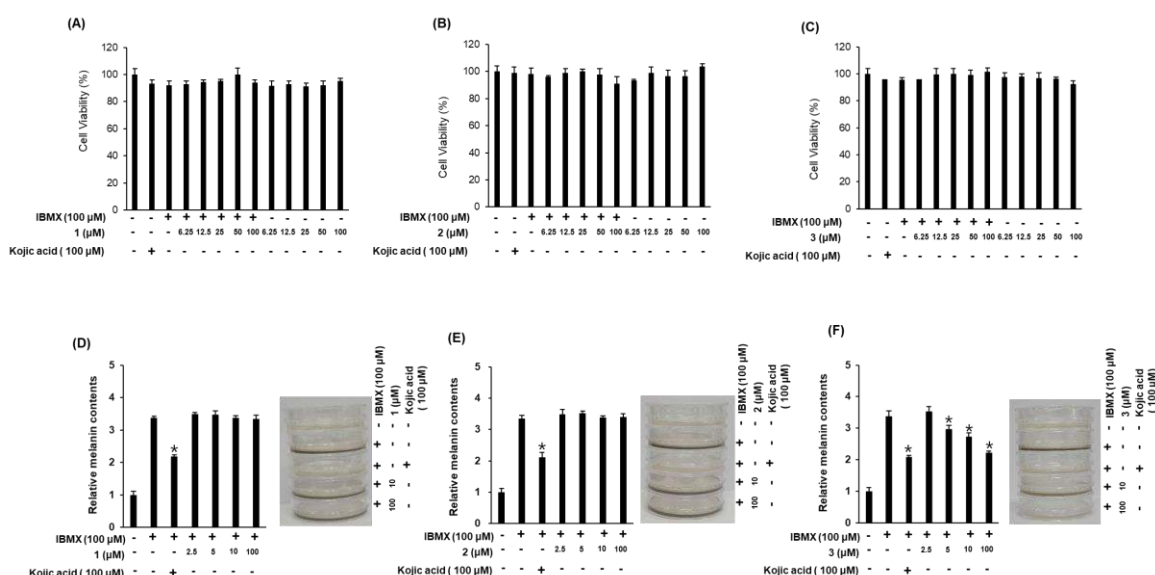 (A)
Cell Viability (%)
120
100
80
60
40
20
0
IBMX (100 µM) - - + + + + + + - - - - -
1 (µM) - - - 6.25 12.5 25 50 100 6.25 12.5 25 50 100
Kojic acid ( 100 µM) - + - - - - - - - - - - -
(B)
Cell Viability (%)
120
100
80
60
40
20
0
IBMX (100 µM) - - + + + + + + - - - - -
2 (µM) - - - 6.25 12.5 25 50 100 6.25 12.5 25 50 100
Kojic acid ( 100 µM) - + - - - - - - - - - - -
(C)
Cell Viability (%)
120
100
80
60
40
20
0
IBMX (100 µM) - - + + + + + + - - - - -
3 (µM) - - - 6.25 12.5 25 50 100 6.25 12.5 25 50 100
Kojic acid ( 100 µM) - + - - - - - - - - - - -
(D)
Relative melanin contents
5
4
3
2
1
0
*
IBMX (100 µM) - + + + + + +
1 (µM) - - - 2.5 5 10 100
Kojic acid ( 100 µM) - - + - - - -
IBMX (100 µM) - + + + +
1 (µM) - - - 10 100
Kojic acid ( 100 µM) - - + - -
(E)
Relative melanin contents
5
4
3
2
1
0
*
IBMX (100 µM) - + + + + + +
2 (µM) - - - 2.5 5 10 100
Kojic acid ( 100 µM) - - + - - - -
IBMX (100 µM) - + + + +
2 (µM) - - - 10 100
Kojic acid ( 100 µM) - - + - -
(F)
Relative melanin contents
5
4
3
2
1
0
* * * *
IBMX (100 µM) - + + + + + +
3 (µM) - - - 2.5 5 10 100
Kojic acid ( 100 µM) - - + - - - -
IBMX (100 µM) - + + + +
3 (µM) - - - 10 100
Kojic acid ( 100 µM) - - + - -